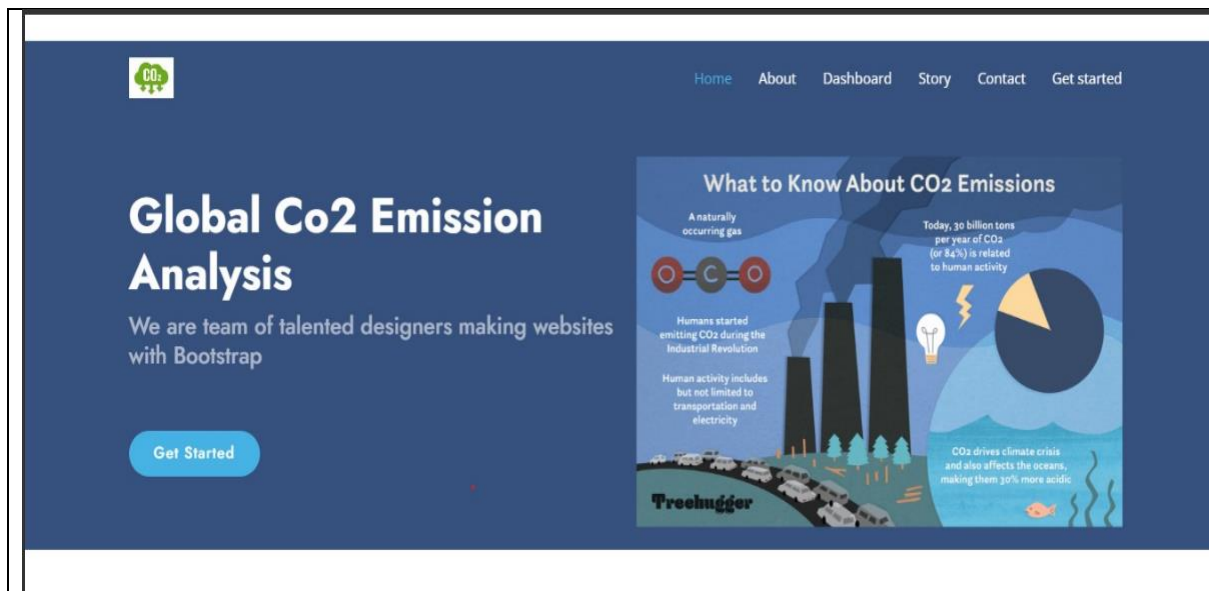 CO2
Home About Dashboard Story Contact Get started
Global Co2 Emission
Analysis
We are team of talented designers making websites
with Bootstrap
Get Started
What to Know About CO2 Emissions
A naturally
occurring gas
O=C=O
Humans started
emitting CO2 during the
Industrial Revolution
Human activity includes
but not limited to
transportation and
electricity
Today, 30 billion tons
per year of CO2
(or 84%) is related
to human activity
CO2 drives climate crisis
and also affects the oceans,
making them 30% more acidic
Treehugger